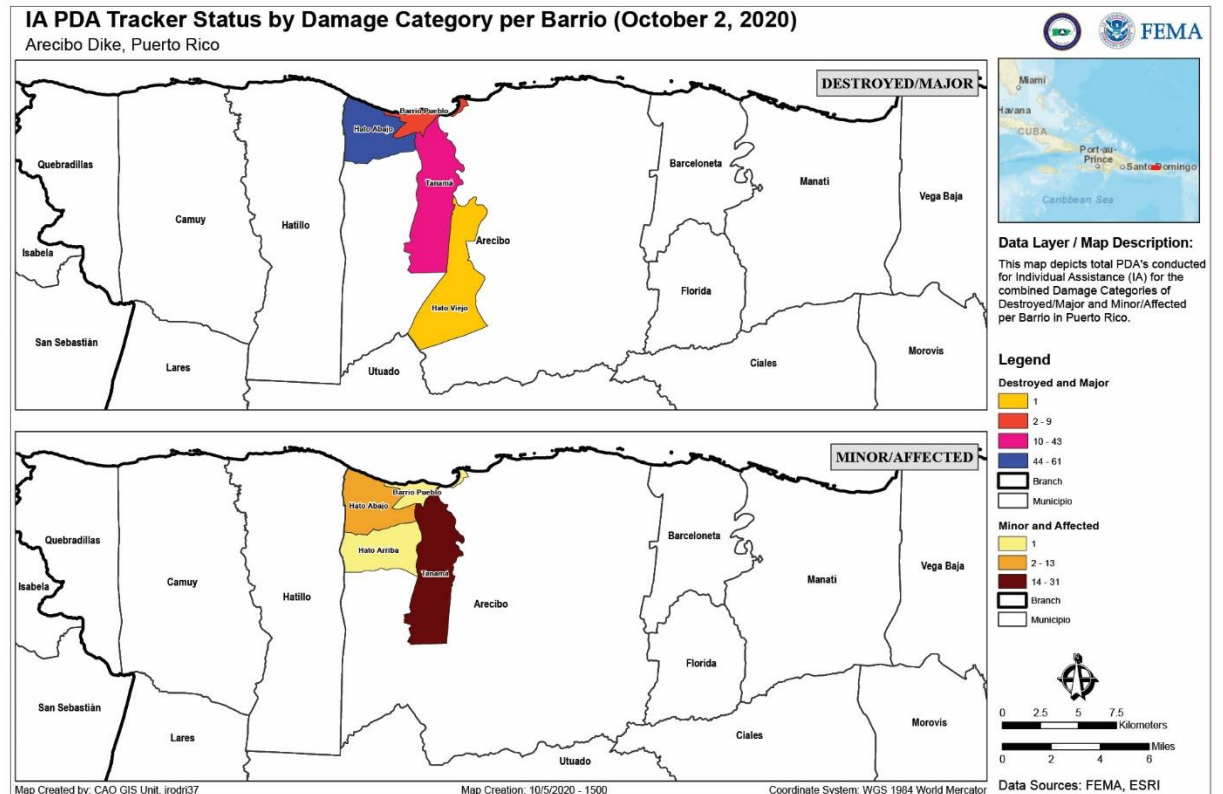 IA PDA Tracker Status by Damage Category per Barrio (October 2, 2020)
Arecibo Dike, Puerto Rico
FEMA
DESTROYED/MAJOR
Barrio Pueblo
Hato Abajo
Quebradillas
Barceloneta
Manatí
Tanamá
Vega Baja
Camuy
Hatillo
Arecibo
Isabela
Florida
Hato Viejo
San Sebastián
Morovis
Ciales
Lares
Utuado
MINOR/AFFECTED
Barrio Pueblo
Hato Abajo
Quebradillas
Barceloneta
Hato Arriba
Manatí
Vega Baja
Tanamá
Camuy
Isabela
Hatillo
Arecibo
Florida
San Sebastián
Morovis
Lares
Ciales
Utuado
Miami
Havana
CUBA
Port-au-
Prince
Santo Domingo
Caribbean Sea
Data Layer / Map Description:
This map depicts total PDA's conducted
for Individual Assistance (IA) for the
combined Damage Categories of
Destroyed/Major and Minor/Affected
per Barrio in Puerto Rico.
Legend
Destroyed and Major
1
2 - 9
10 - 43
44 - 61
Branch
Municipio
Minor and Affected
1
2 - 13
14 - 31
Branch
Municipio
0 2.5 5 7.5
Kilometers
Miles
0 2 4 6
Data Sources: FEMA, ESRI
Map Created by: CAO GIS Unit, irodri37
Map Creation: 10/5/2020 - 1500
Coordinate System: WGS 1984 World Mercator